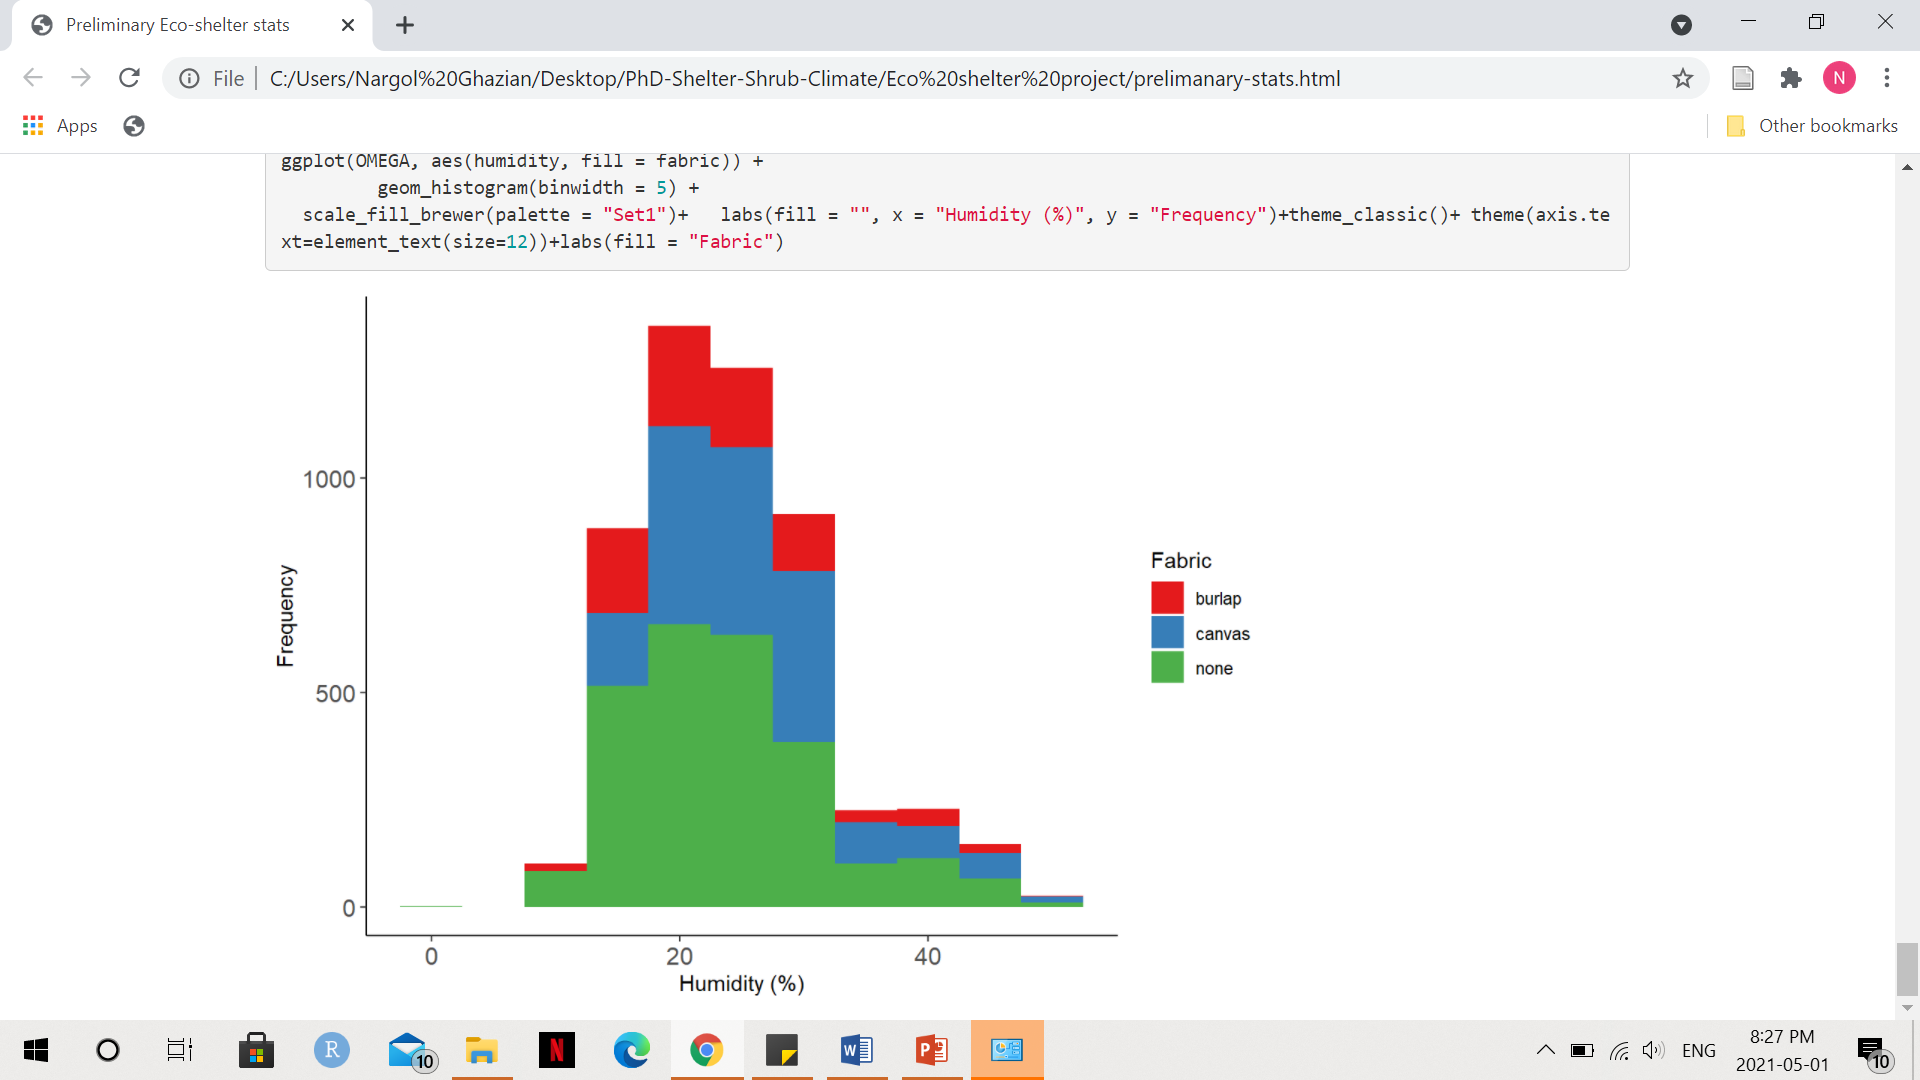 Preliminary Eco-shelter stats
File
C:/Users/Nargol%20Ghazian/Desktop/PhD-Shelter-Shrub-Climate/Eco%20shelter%20project/prelimanary-stats.html
N
Apps
Other bookmarks
ggplot(OMEGA, aes(humidity, fill = fabric)) +
geom_histogram(binwidth = 5) +
scale_fill_brewer(palette = "Set1")+ labs(fill = "", x = "Humidity (%)", y = "Frequency")+theme_classic()+ theme(axis.te
xt=element_text(size=12))+labs(fill = "Fabric")
1000
500
0
Frequency
0 20 40
Humidity (%)
Fabric
burlap
canvas
none
R
10
N
W
P
ENG
8:27 PM
2021-05-01
10